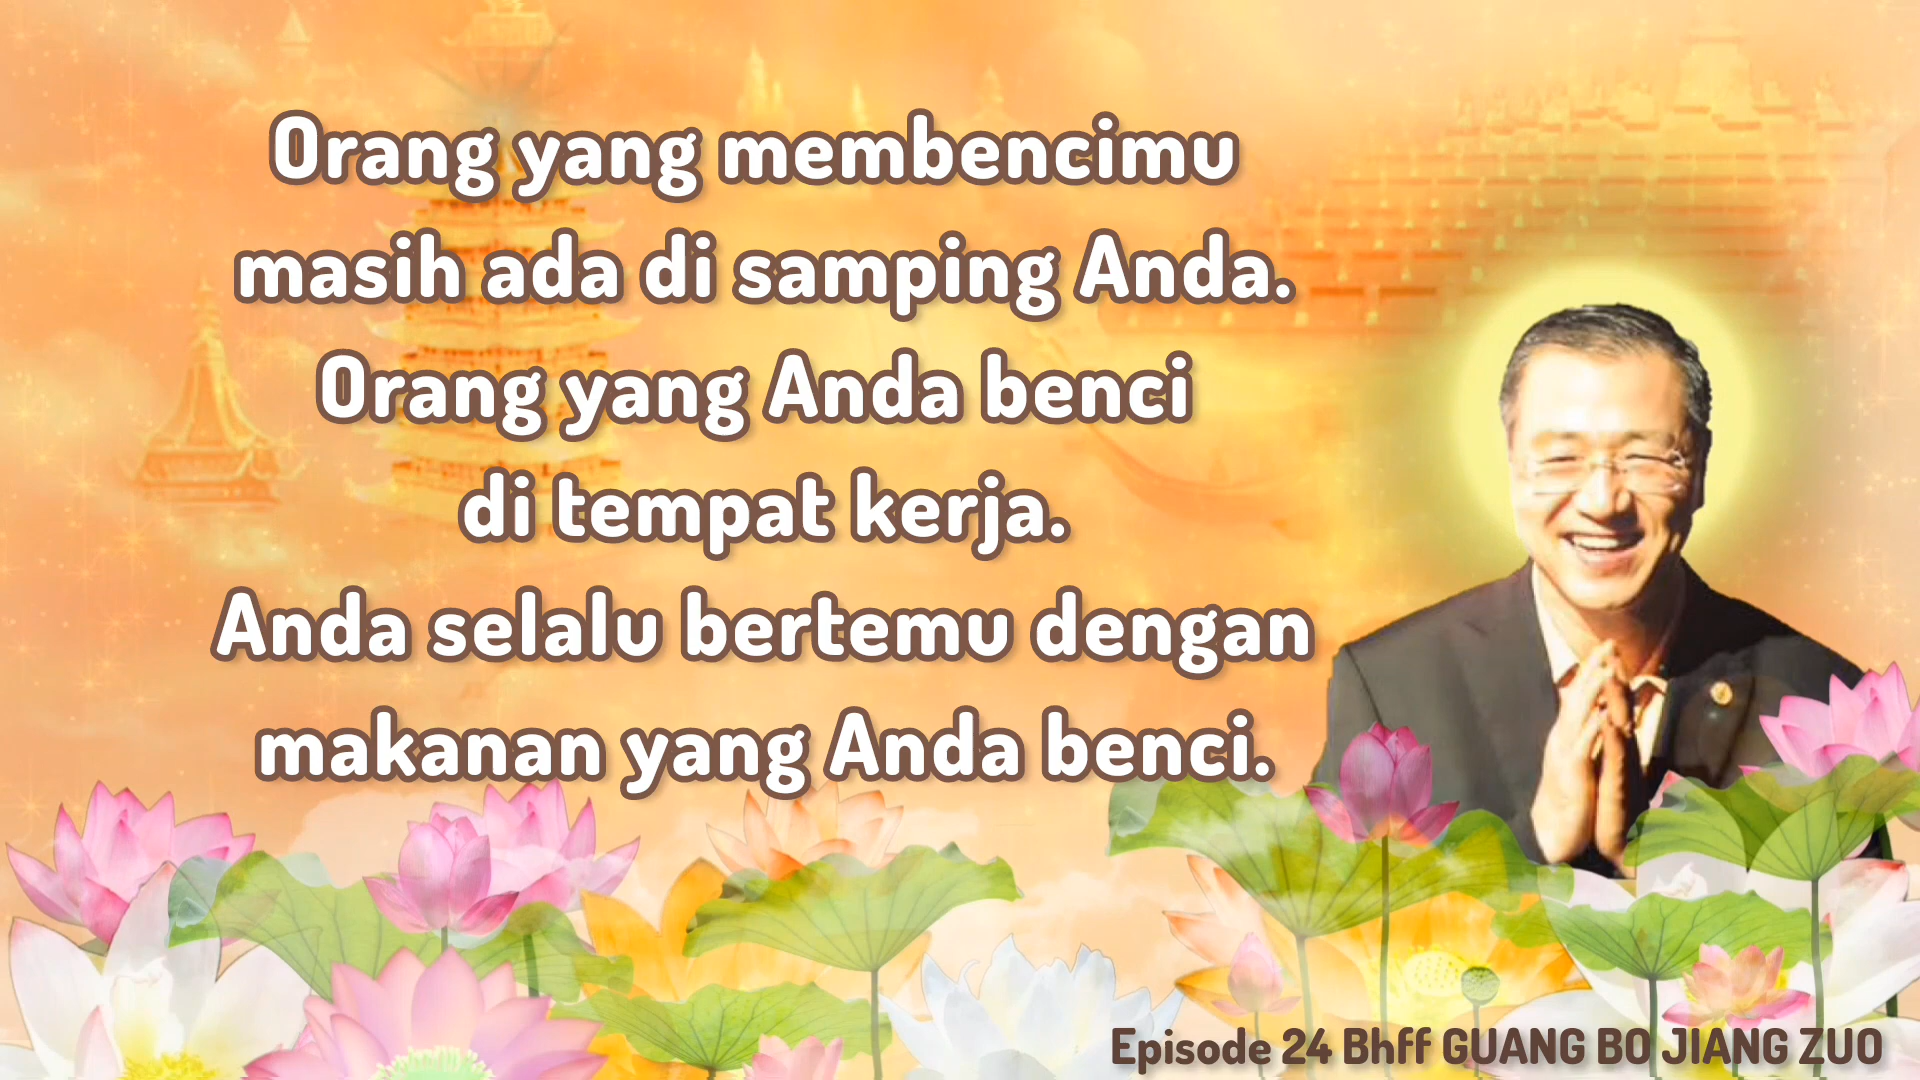 Orang yang membencimu
masih ada di samping Anda.
Orang yang Anda benci
di tempat kerja.
Anda selalu bertemu dengan
makanan yang Anda benci.
Episode 24 Bhff GUANG BO JIANG ZUO